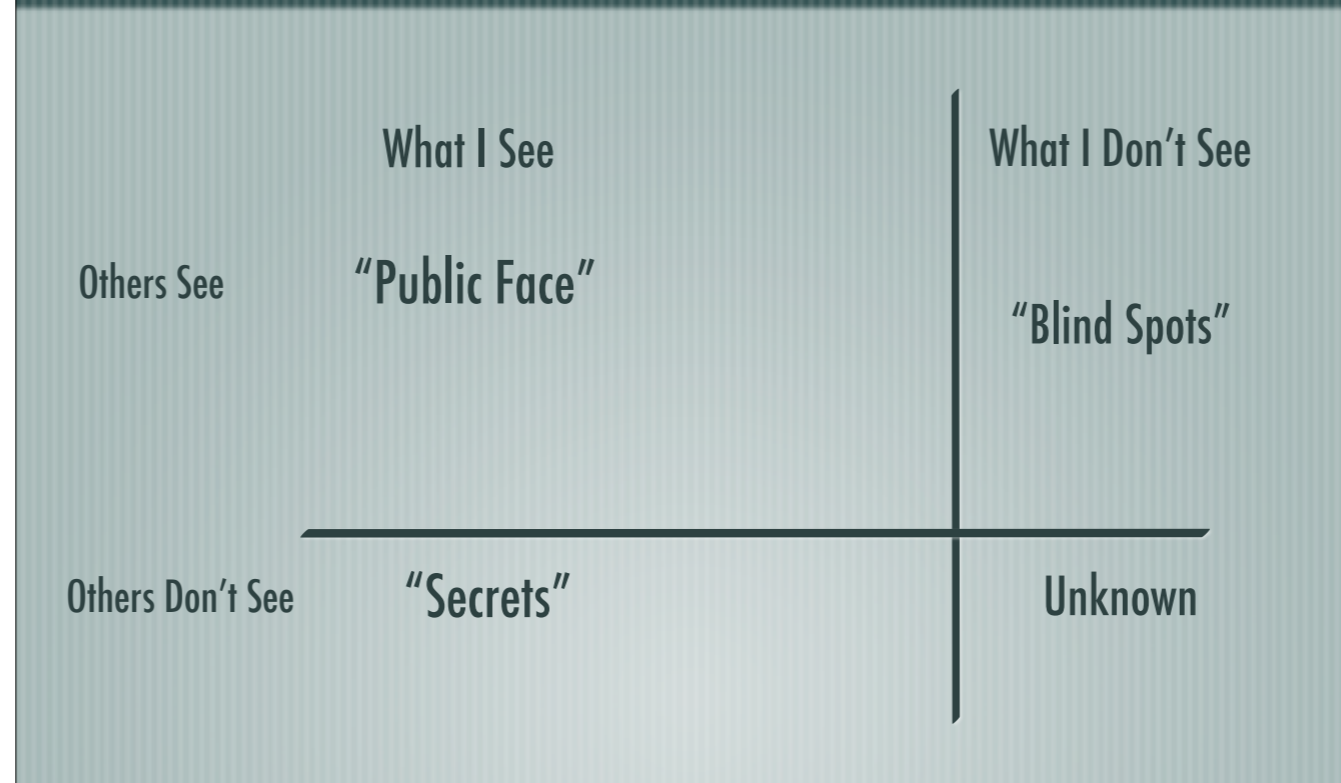 What I See
What I Don't See
Others See
“Public Face”
“Blind Spots”
Others Don't See
“Secrets”
Unknown